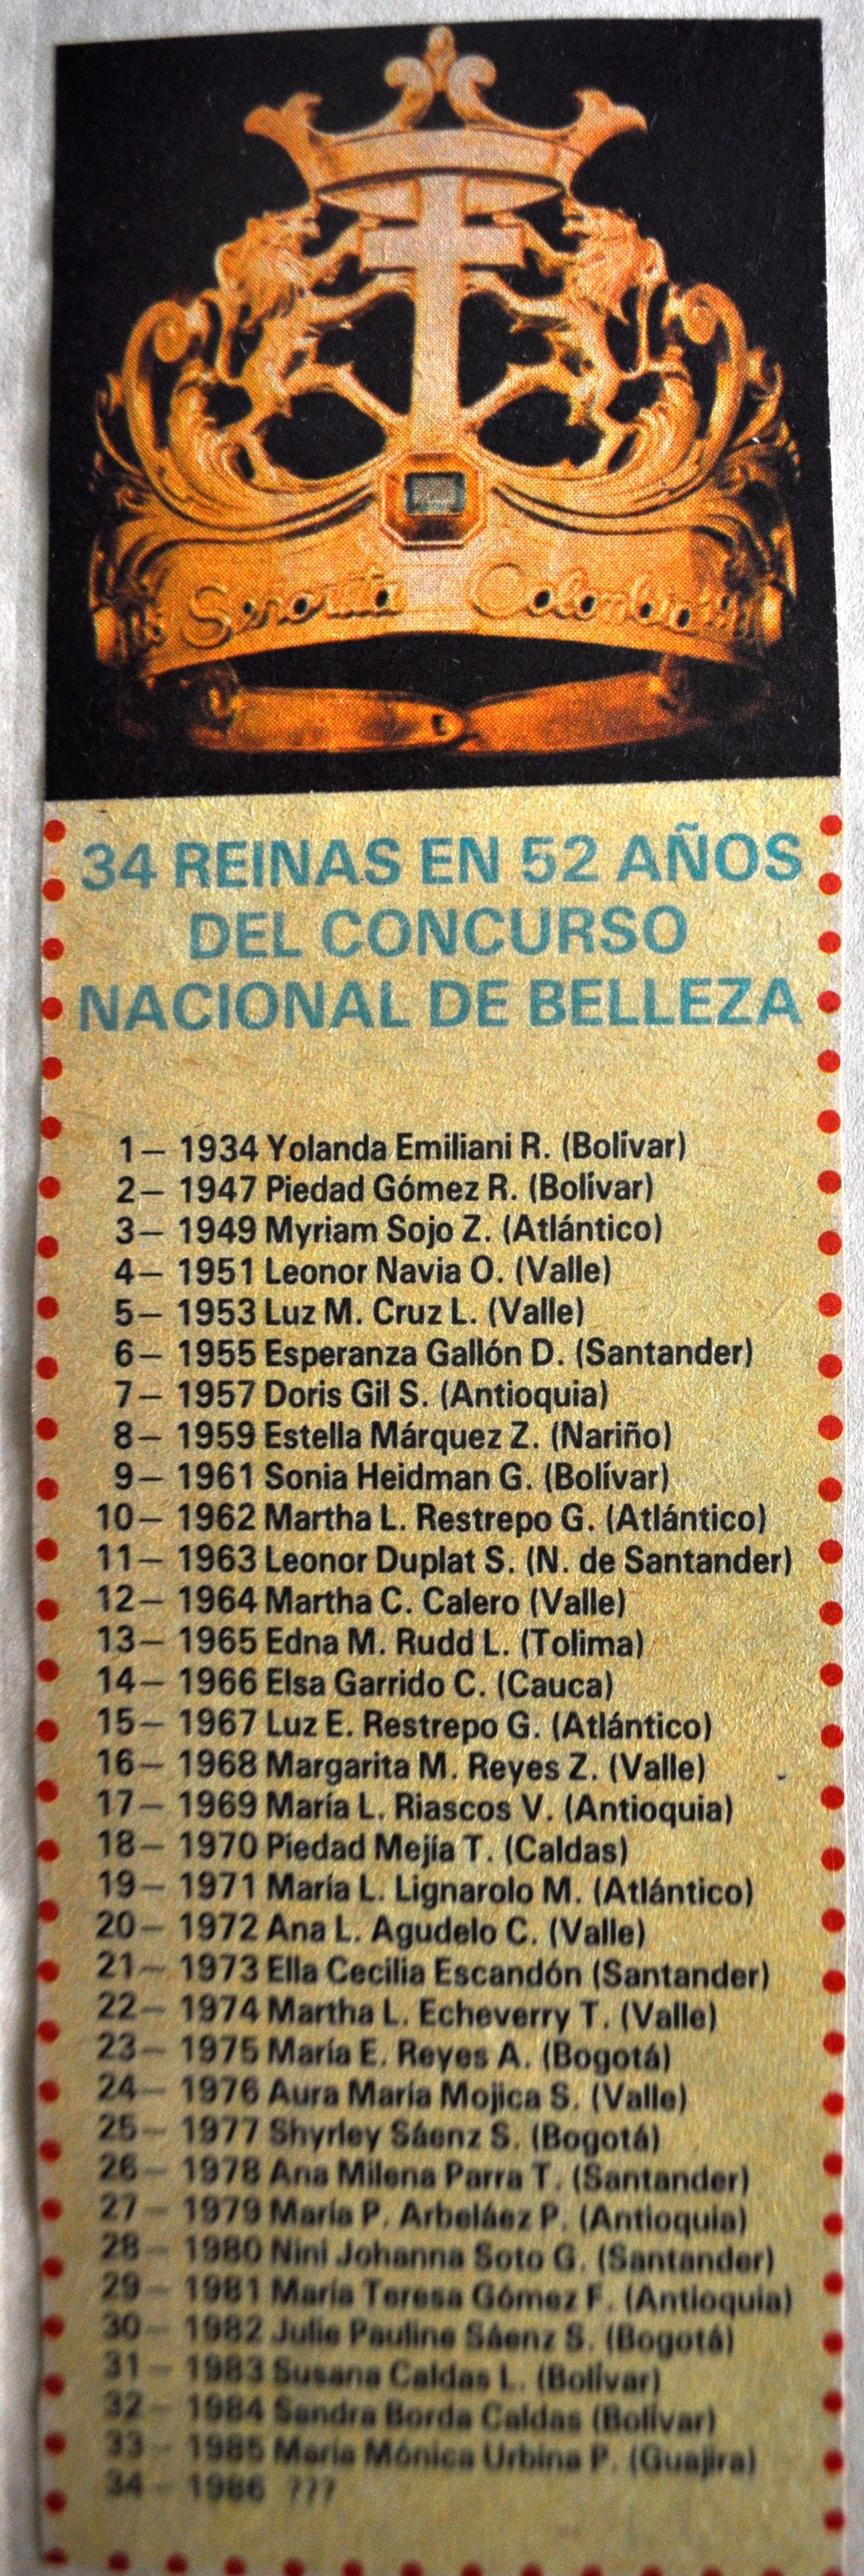 Señorita Colombia
34 REINAS EN 52 AÑOS
DEL CONCURSO
NACIONAL DE BELLEZA
1— 1934 Yolanda Emiliani R. (Bolívar)
2— 1947 Piedad Gómez R. (Bolívar)
3— 1949 Myriam Sojo Z. (Atlántico)
4— 1951 Leonor Navia O. (Valle)
5— 1953 Luz M. Cruz L. (Valle)
6— 1955 Esperanza Gallón D. (Santander)
7— 1957 Doris Gil S. (Antioquia)
8— 1959 Estella Márquez Z. (Nariño)
9— 1961 Sonia Heidman G. (Bolívar)
10— 1962 Martha L. Restrepo G. (Atlántico)
11— 1963 Leonor Duplat S. (N. de Santander)
12— 1964 Martha C. Calero (Valle)
13— 1965 Edna M. Rudd L. (Tolima)
14— 1966 Elsa Garrido C. (Cauca)
15— 1967 Luz E. Restrepo G. (Atlántico)
16— 1968 Margarita M. Reyes Z. (Valle)
17— 1969 María L. Riascos V. (Antioquia)
18— 1970 Piedad Mejía T. (Caldas)
19— 1971 María L. Lignarolo M. (Atlántico)
20— 1972 Ana L. Agudelo C. (Valle)
21— 1973 Ella Cecilia Escandón (Santander)
22— 1974 Martha L. Echeverry T. (Valle)
23— 1975 María E. Reyes A. (Bogotá)
24— 1976 Aura María Mojica S. (Valle)
25— 1977 Shyrley Sáenz S. (Bogotá)
26— 1978 Ana Milena Parra T. (Santander)
27— 1979 María P. Arbeláez P. (Antioquia)
28— 1980 Nini Johanna Soto G. (Santander)
29— 1981 María Teresa Gómez F. (Antioquia)
30— 1982 Julie Pauline Sáenz S. (Bogotá)
31— 1983 Susana Caldas L. (Bolívar)
32— 1984 Sandra Borda Caldas (Bolívar)
33— 1985 María Mónica Urbina P. (Guajira)
34— 1986 ???